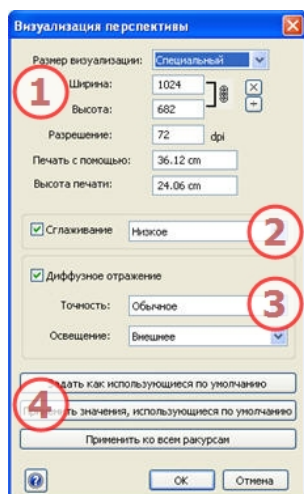 Визуализация перспективы
Размер визуализации: Специальный
1
Ширина: 1024
Высота: 682
Разрешение: 72 dpi
Печать с помощью: 36.12 cm
Высота печати: 24.06 cm
Сглаживание Низкое 2
Диффузное отражение
Точность: Обычное 3
Освещение: Внешнее
Задать как использующиеся по умолчанию
4 значения, использующиеся по умолчанию
Применить ко всем ракурсам
? OK Отмена